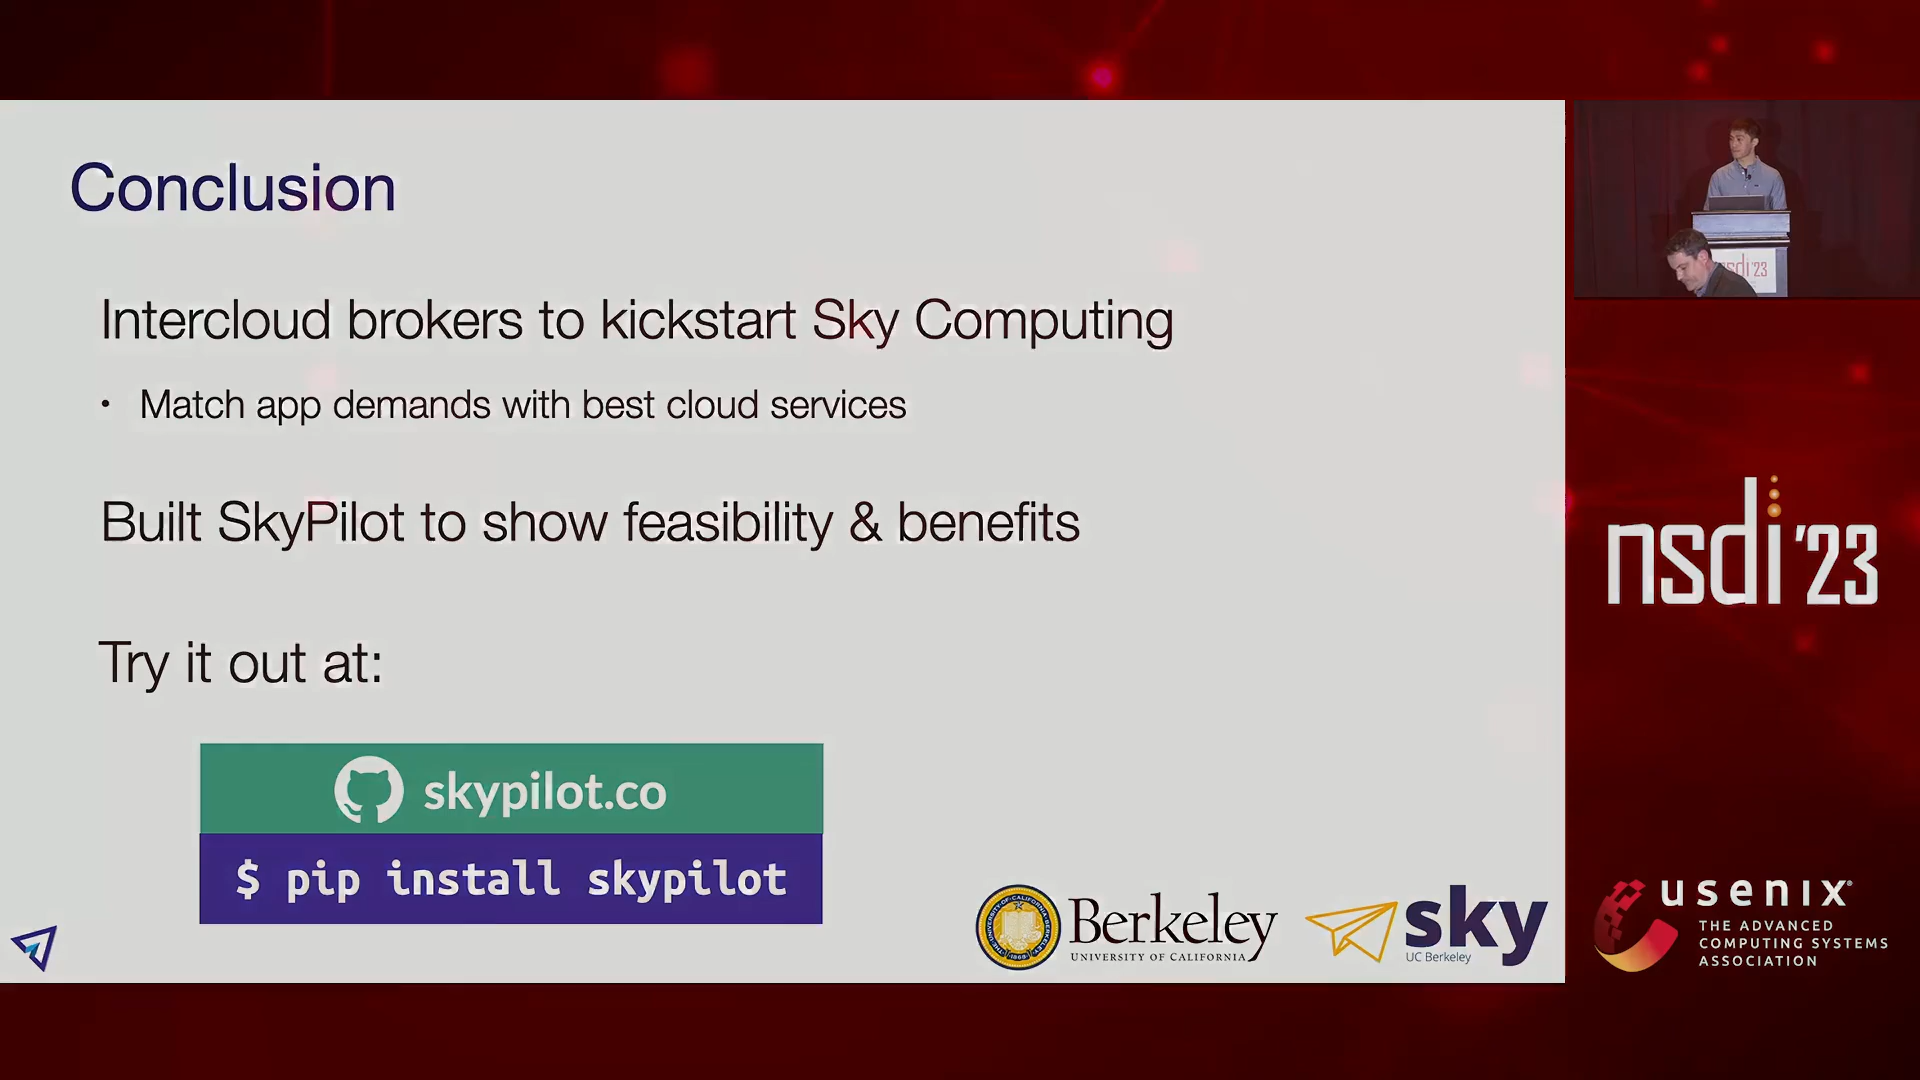 Conclusion
Intercloud brokers to kickstart Sky Computing
• Match app demands with best cloud services
Built SkyPilot to show feasibility & benefits
Try it out at:
skypilot.co
$ pip install skypilot
Berkeley
UNIVERSITY OF CALIFORNIA
sky
UC Berkeley
nsdi '23
nsdi '23
usenix®
THE ADVANCED
COMPUTING SYSTEMS
ASSOCIATION